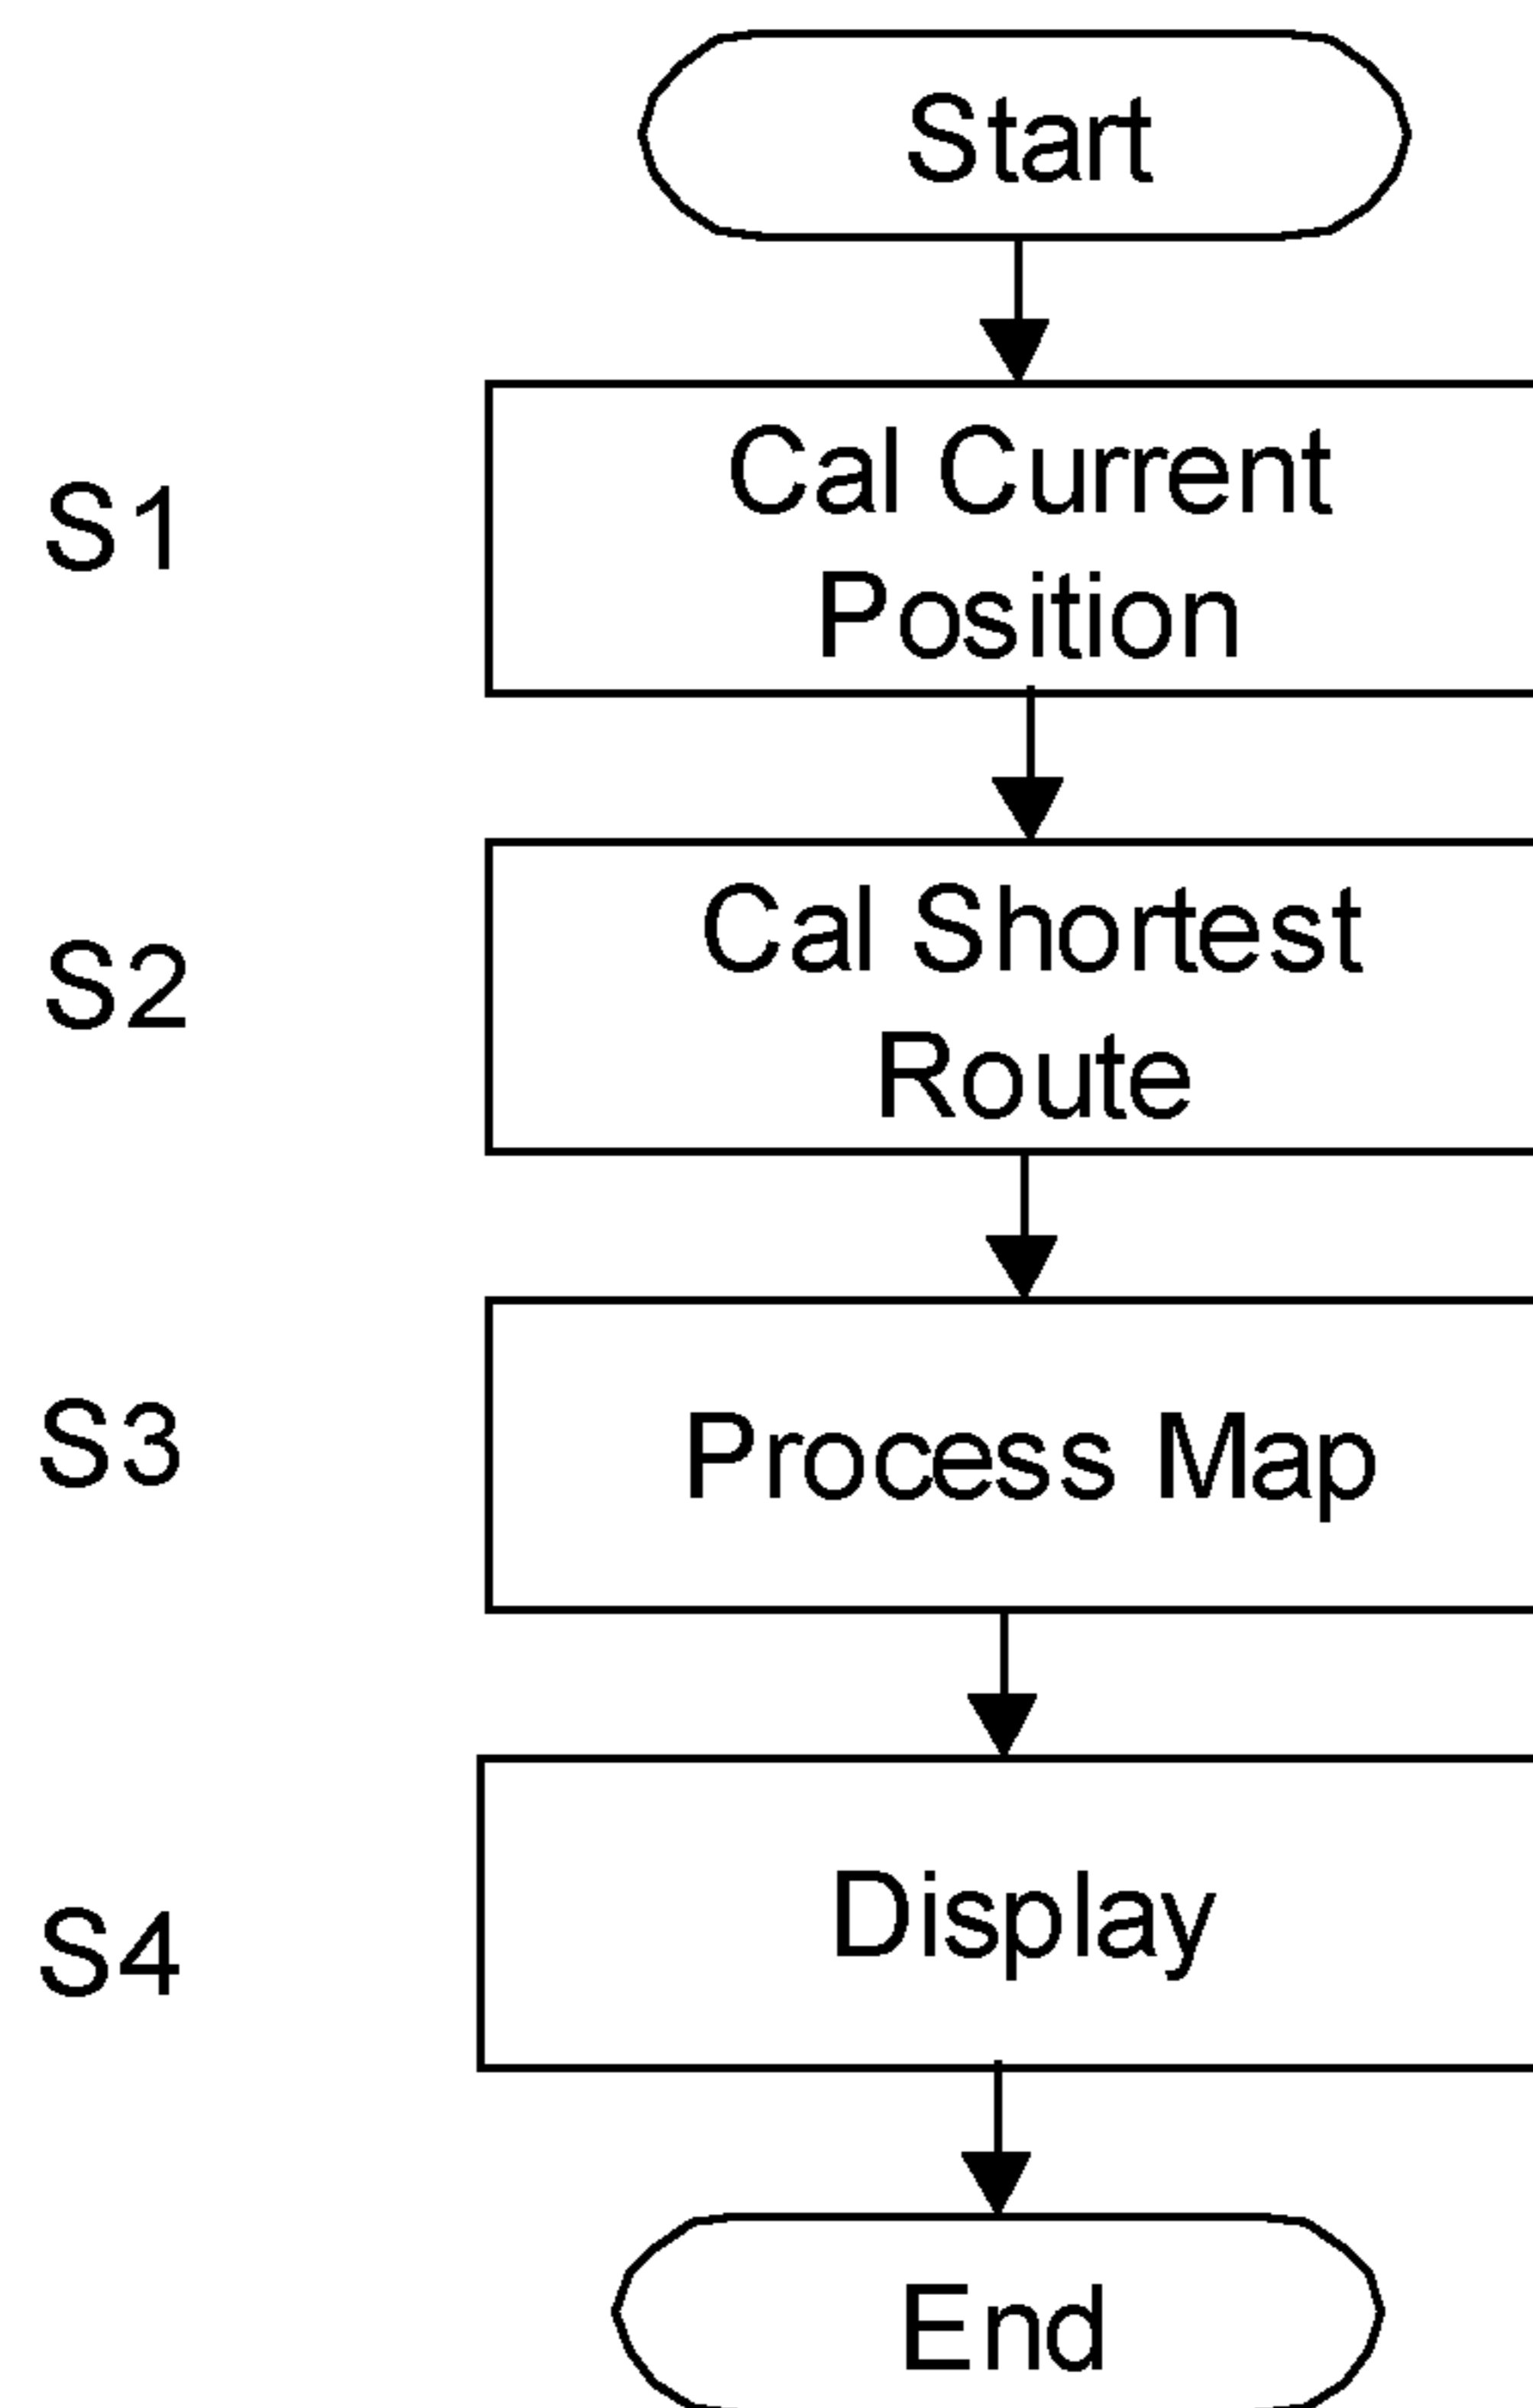 Start
S1
Cal Current
Position
S2
Cal Shortest
Route
S3
Process Map
S4
Display
End